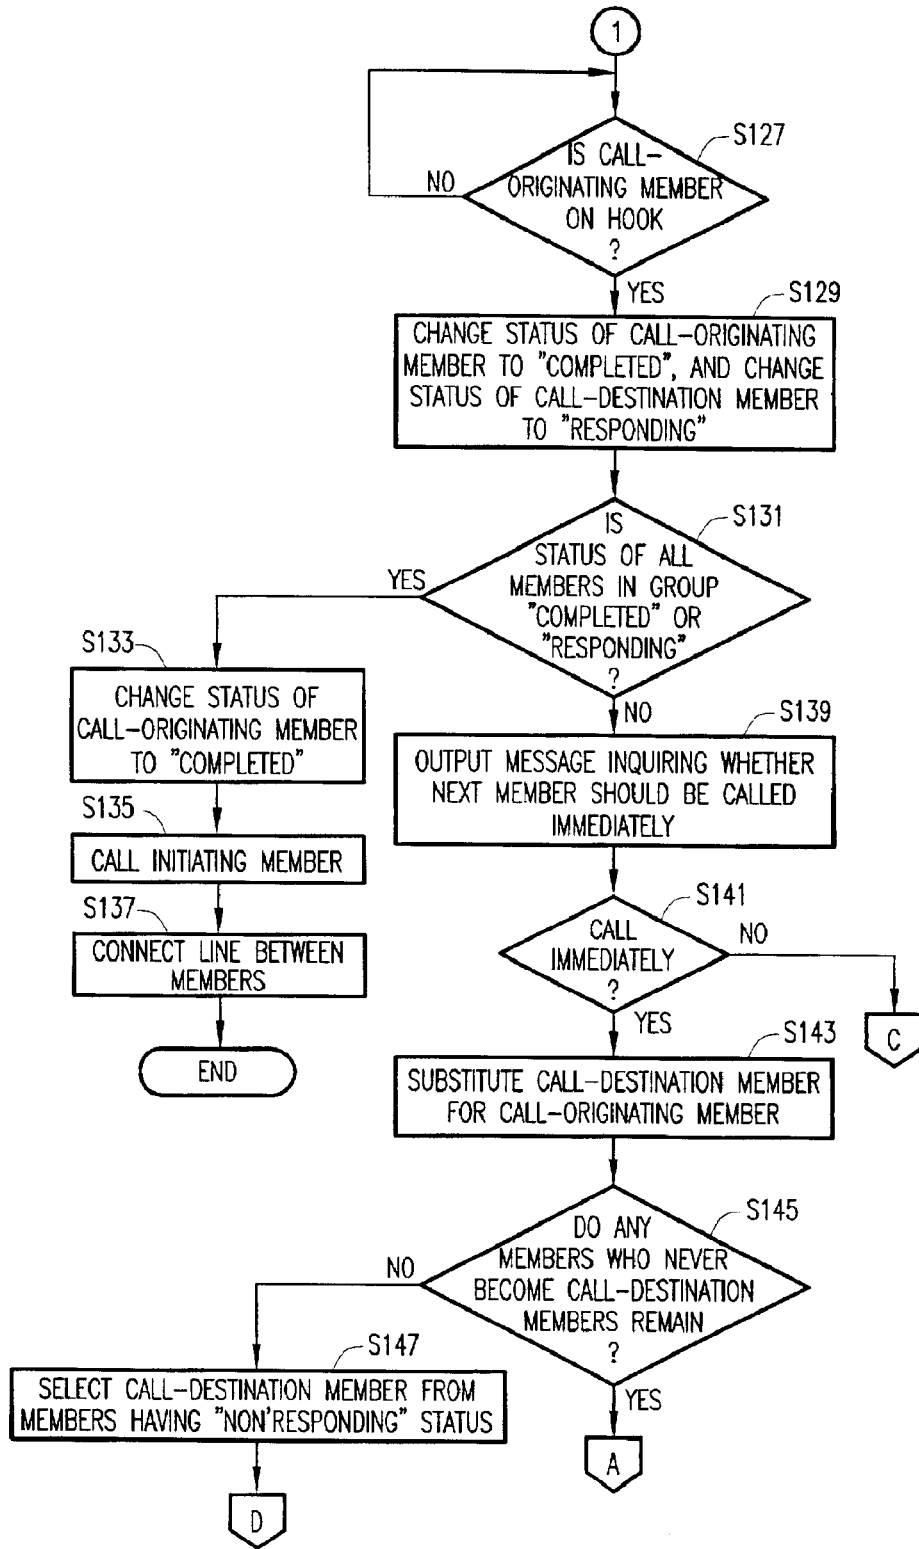 1
S127
IS CALL-
ORIGINATING MEMBER
ON HOOK
?
NO
YES
S129
CHANGE STATUS OF CALL-ORIGINATING
MEMBER TO "COMPLETED", AND CHANGE
STATUS OF CALL-DESTINATION MEMBER
TO "RESPONDING"
S131
IS
STATUS OF ALL
MEMBERS IN GROUP
"COMPLETED" OR
"RESPONDING"
?
YES
NO
S133
CHANGE STATUS OF
CALL-ORIGINATING MEMBER
TO "COMPLETED"
S135
CALL INITIATING MEMBER
S137
CONNECT LINE BETWEEN
MEMBERS
END
S139
OUTPUT MESSAGE INQUIRING WHETHER
NEXT MEMBER SHOULD BE CALLED
IMMEDIATELY
S141
CALL
IMMEDIATELY
?
NO
C
YES
S143
SUBSTITUTE CALL-DESTINATION MEMBER
FOR CALL-ORIGINATING MEMBER
S145
DO ANY
MEMBERS WHO NEVER
BECOME CALL-DESTINATION
MEMBERS REMAIN
?
NO
YES
S147
SELECT CALL-DESTINATION MEMBER FROM
MEMBERS HAVING "NON'RESPONDING" STATUS
A
D